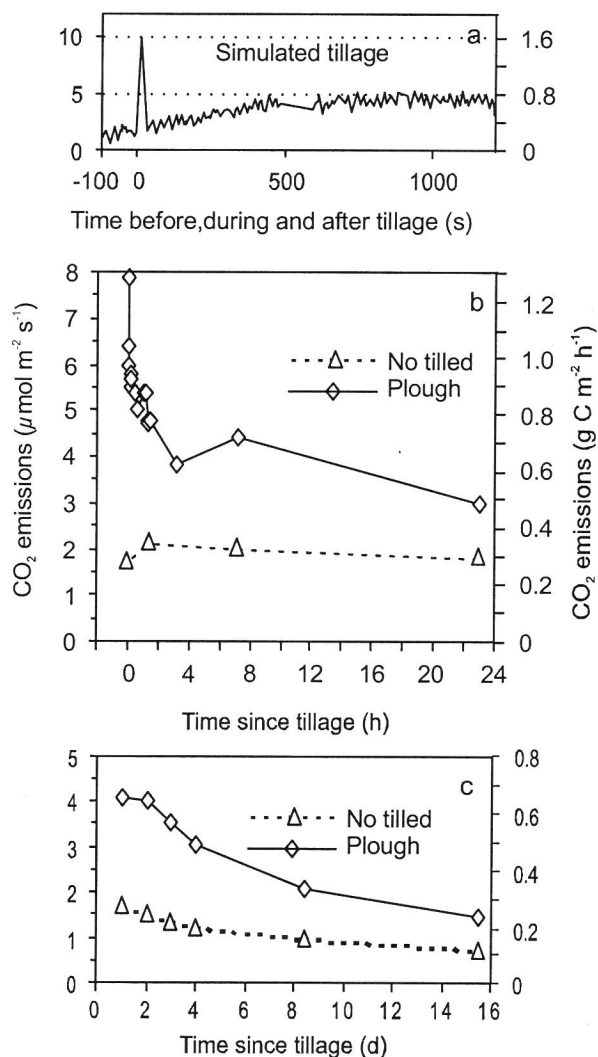 a
Simulated tillage
10
5
0
1.6
0.8
0
-100 0 500 1000
Time before,during and after tillage (s)
b
8
7
6
5
4
3
2
1
0
1.2
1.0
0.8
0.6
0.4
0.2
0
No tilled
Plough
CO₂ emissions (µmol m⁻² s⁻¹)
CO₂ emissions (g C m⁻² h⁻¹)
0 4 8 12 16 20 24
Time since tillage (h)
c
5
4
3
2
1
0
0.8
0.6
0.4
0.2
0
No tilled
Plough
0 2 4 6 8 10 12 14 16
Time since tillage (d)